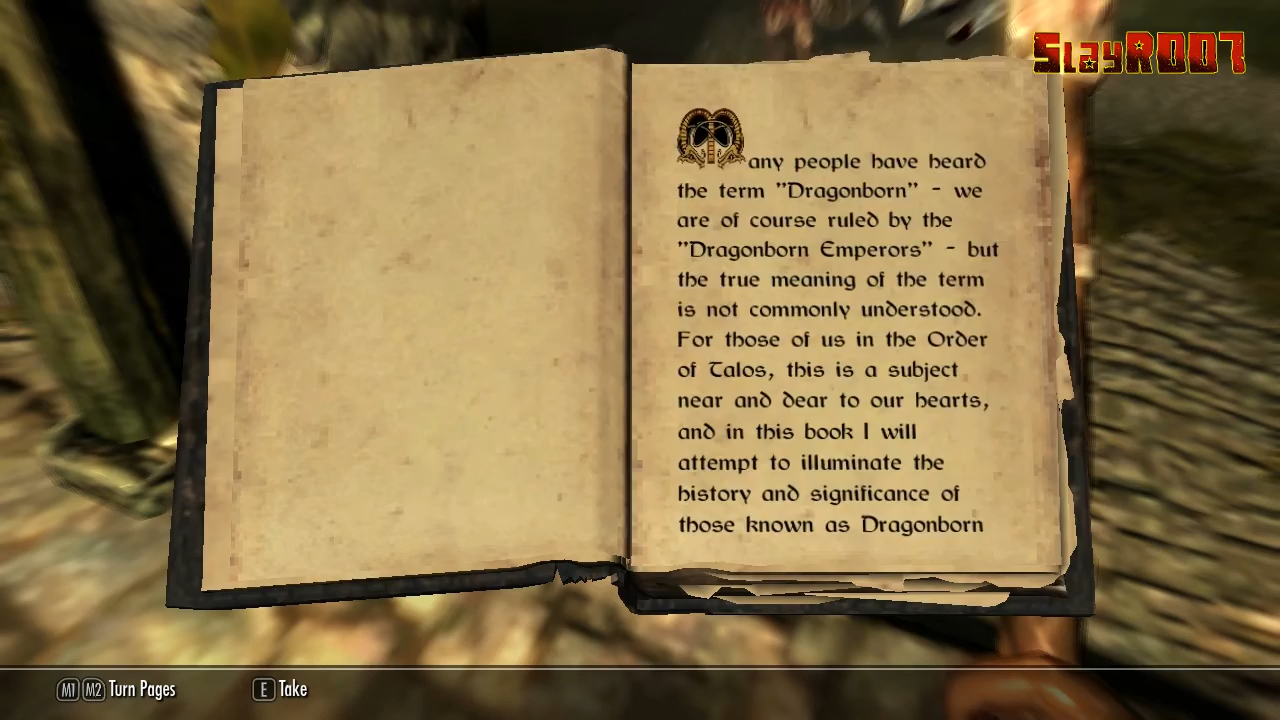 SlayR007
Many people have heard
the term "Dragonborn" - we
are of course ruled by the
"Dragonborn Emperors" - but
the true meaning of the term
is not commonly understood.
For those of us in the Order
of Talos, this is a subject
near and dear to our hearts,
and in this book I will
attempt to illuminate the
history and significance of
those known as Dragonborn
M1 M2 Turn Pages E Take